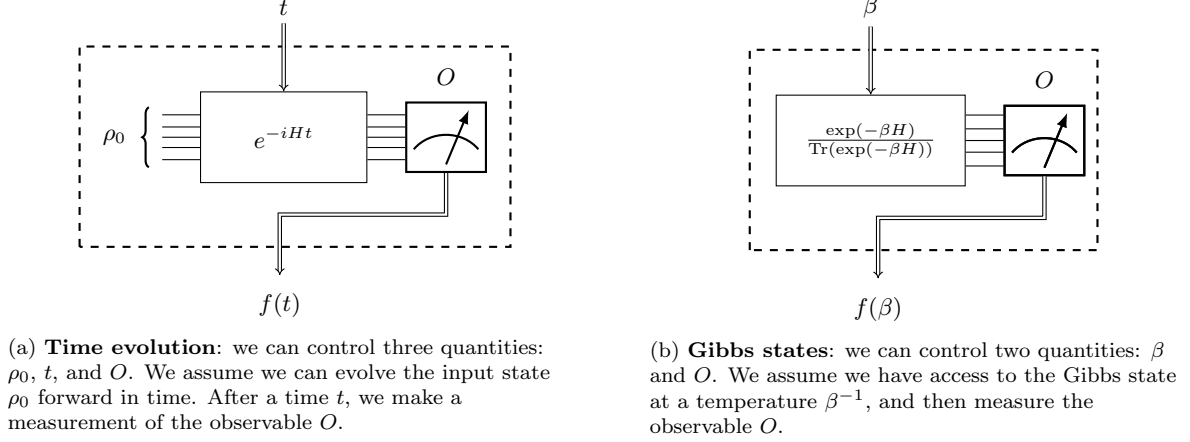 t
O
ρ₀
e^{-iHt}
f(t)
(a) Time evolution: we can control three quantities:
ρ₀, t, and O. We assume we can evolve the input state
ρ₀ forward in time. After a time t, we make a
measurement of the observable O.
β
O
exp(−βH)
Tr(exp(−βH))
f(β)
(b) Gibbs states: we can control two quantities: β
and O. We assume we have access to the Gibbs state
at a temperature β⁻¹, and then measure the
observable O.